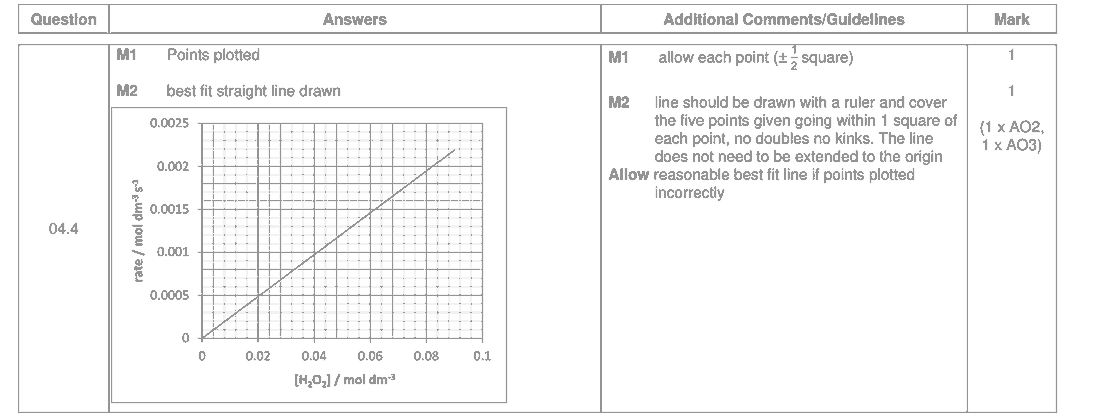 Question Answers Additional Comments/Guidelines Mark
04.4
M1 Points plotted
M2 best fit straight line drawn
0.0025
0.002
0.0015
0.001
0.0005
0
rate / mol dm-³ s-¹
0 0.02 0.04 0.06 0.08 0.1
[H₂O₂] / mol dm-³
M1 allow each point (± 1/2 square)
M2 line should be drawn with a ruler and cover
the five points given going within 1 square of
each point, no doubles no kinks. The line
does not need to be extended to the origin
Allow reasonable best fit line if points plotted
incorrectly
1
1
(1 x AO2,
1 x AO3)